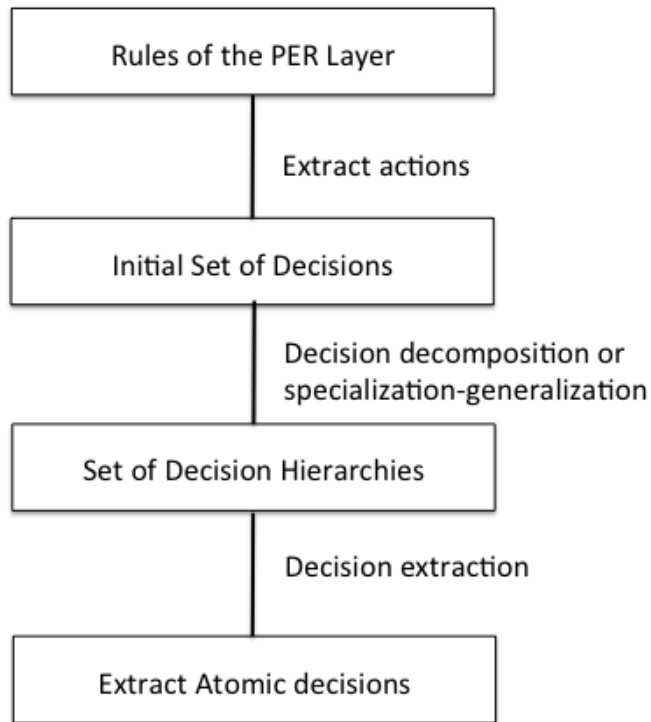 Rules of the PER Layer
Extract actions
Initial Set of Decisions
Decision decomposition or
specialization-generalization
Set of Decision Hierarchies
Decision extraction
Extract Atomic decisions